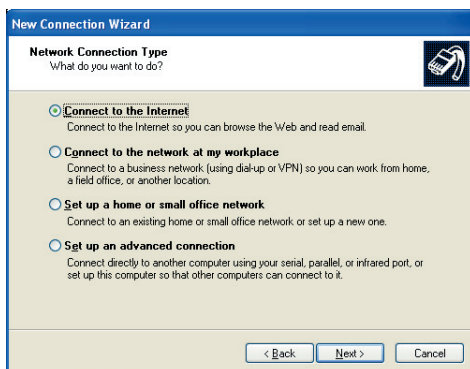 New Connection Wizard
Network Connection Type
What do you want to do?
Connect to the Internet
Connect to the Internet so you can browse the Web and read email.
Connect to the network at my workplace
Connect to a business network (using dial-up or VPN) so you can work from home,
a field office, or another location.
Set up a home or small office network
Connect to an existing home or small office network or set up a new one.
Set up an advanced connection
Connect directly to another computer using your serial, parallel, or infrared port, or
set up this computer so that other computers can connect to it.
< Back
Next >
Cancel